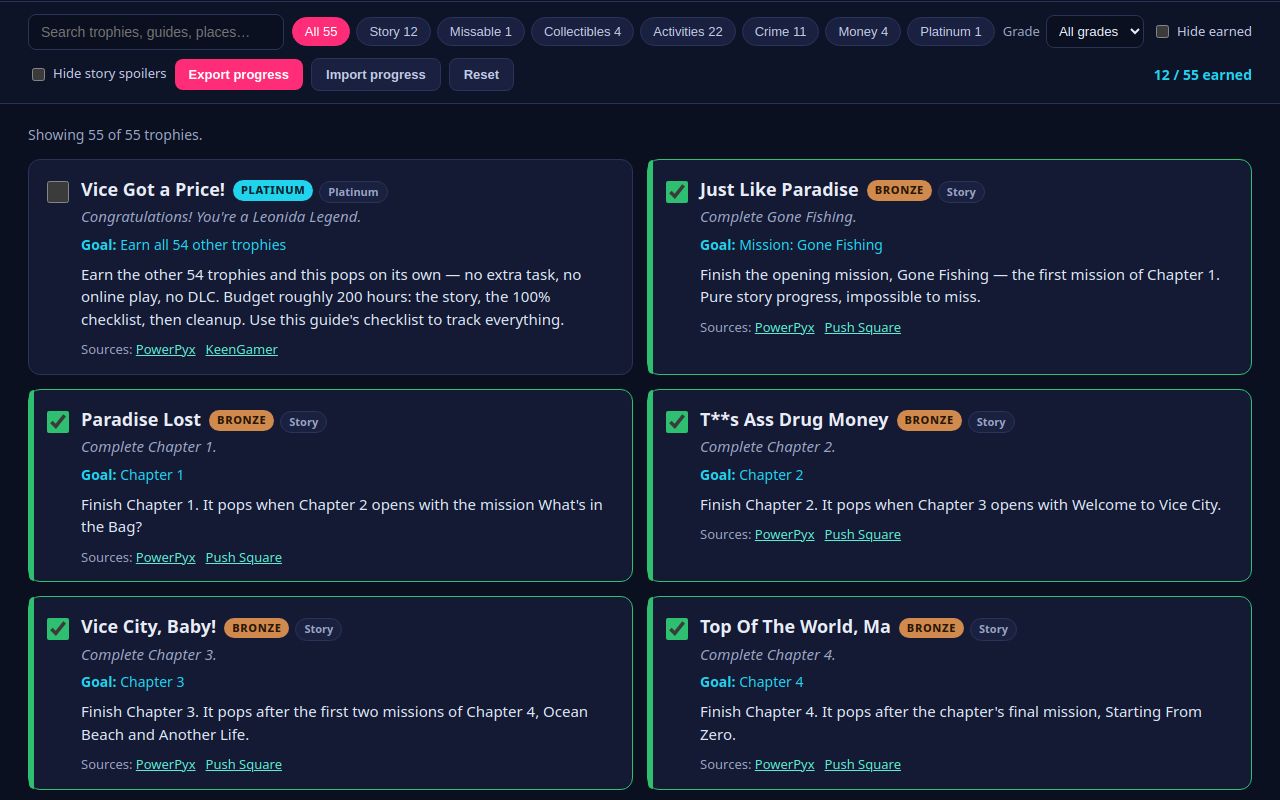 Search trophies, guides, places…
All 55
Story 12
Missable 1
Collectibles 4
Activities 22
Crime 11
Money 4
Platinum 1
Grade
All grades
Hide earned
Hide story spoilers
Export progress
Import progress
Reset
12 / 55 earned
Showing 55 of 55 trophies.
Vice Got a Price! PLATINUM Platinum
Congratulations! You're a Leonida Legend.
Goal: Earn all 54 other trophies
Earn the other 54 trophies and this pops on its own — no extra task, no
online play, no DLC. Budget roughly 200 hours: the story, the 100%
checklist, then cleanup. Use this guide's checklist to track everything.
Sources: PowerPyx KeenGamer
Just Like Paradise BRONZE Story
Complete Gone Fishing.
Goal: Mission: Gone Fishing
Finish the opening mission, Gone Fishing — the first mission of Chapter 1.
Pure story progress, impossible to miss.
Sources: PowerPyx Push Square
Paradise Lost BRONZE Story
Complete Chapter 1.
Goal: Chapter 1
Finish Chapter 1. It pops when Chapter 2 opens with the mission What's in
the Bag?
Sources: PowerPyx Push Square
T**s Ass Drug Money BRONZE Story
Complete Chapter 2.
Goal: Chapter 2
Finish Chapter 2. It pops when Chapter 3 opens with Welcome to Vice City.
Sources: PowerPyx Push Square
Vice City, Baby! BRONZE Story
Complete Chapter 3.
Goal: Chapter 3
Finish Chapter 3. It pops after the first two missions of Chapter 4, Ocean
Beach and Another Life.
Sources: PowerPyx Push Square
Top Of The World, Ma BRONZE Story
Complete Chapter 4.
Goal: Chapter 4
Finish Chapter 4. It pops after the chapter's final mission, Starting From
Zero.
Sources: PowerPyx Push Square